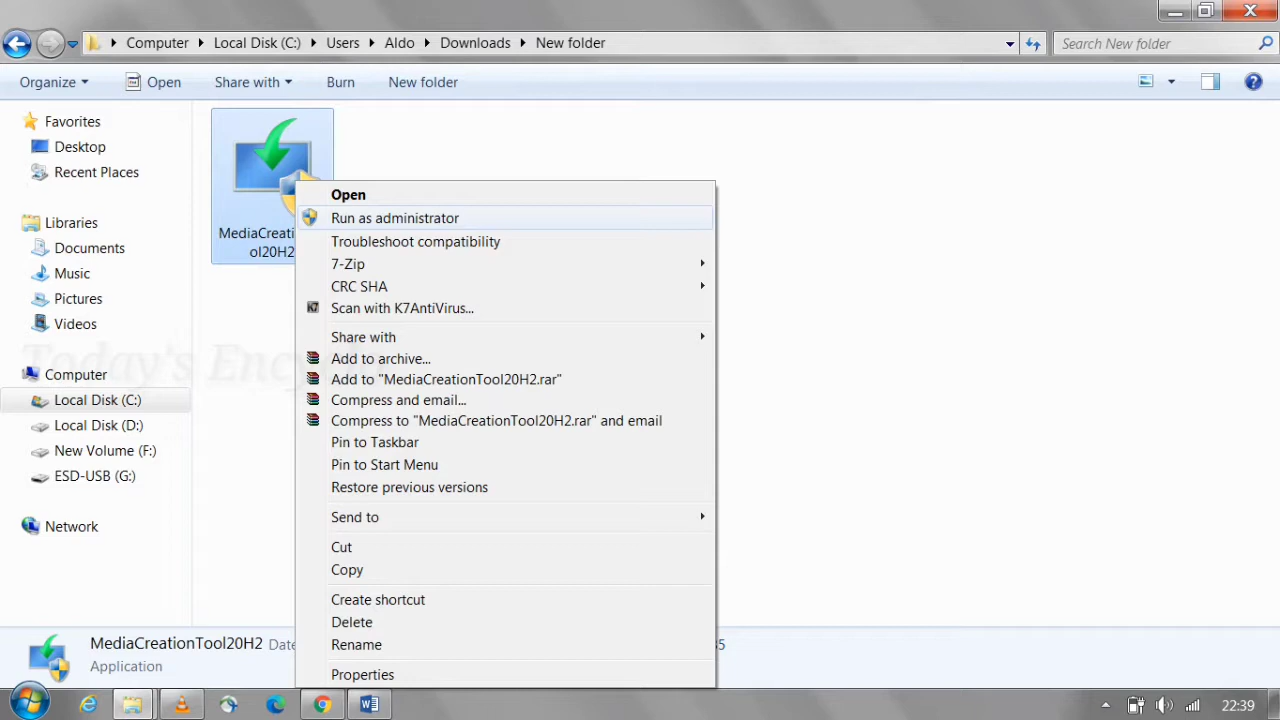 Computer Local Disk (C:) Users Aldo Downloads New folder
Search New folder
Organize Open Share with Burn New folder
Favorites
Desktop
Recent Places
Libraries
Documents
Music
Pictures
Videos
Computer
Local Disk (C:)
Local Disk (D:)
New Volume (F:)
ESD-USB (G:)
Network
MediaCreati
ol20H2
Open
Run as administrator
Troubleshoot compatibility
7-Zip
CRC SHA
K7 Scan with K7AntiVirus...
Share with
Add to archive...
Add to "MediaCreationTool20H2.rar"
Compress and email...
Compress to "MediaCreationTool20H2.rar" and email
Pin to Taskbar
Pin to Start Menu
Restore previous versions
Send to
Cut
Copy
Create shortcut
Delete
Rename
Properties
Today's Ency
MediaCreationTool20H2 Date
Application
22:39